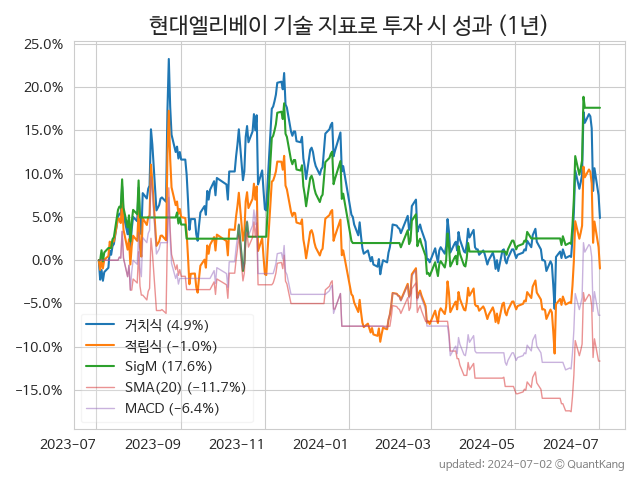 현대엘리베이 기술 지표로 투자 시 성과 (1년)
25.0%
20.0%
15.0%
10.0%
5.0%
0.0%
−5.0%
−10.0%
−15.0%
거치식 (4.9%)
적립식 (−1.0%)
SigM (17.6%)
SMA(20) (−11.7%)
MACD (−6.4%)
2023-07 2023-09 2023-11 2024-01 2024-03 2024-05 2024-07
updated: 2024-07-02 ⓒ QuantKang